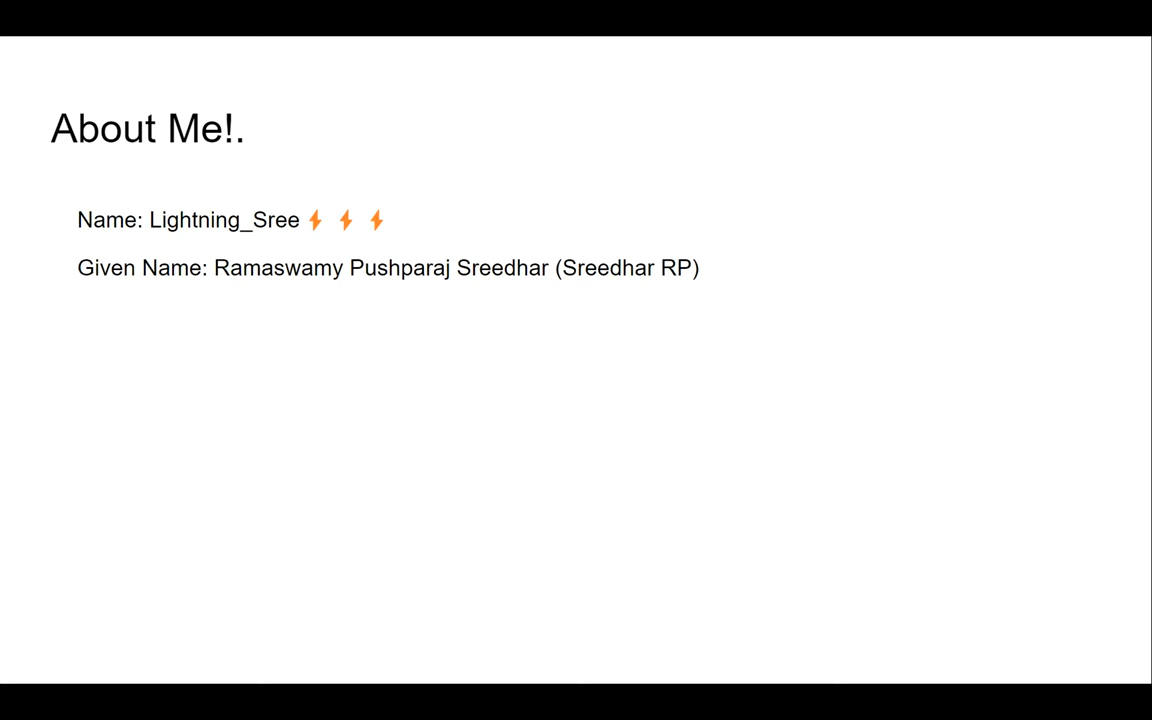 About Me!.
Name: Lightning_Sree ⚡ ⚡ ⚡
Given Name: Ramaswamy Pushparaj Sreedhar (Sreedhar RP)